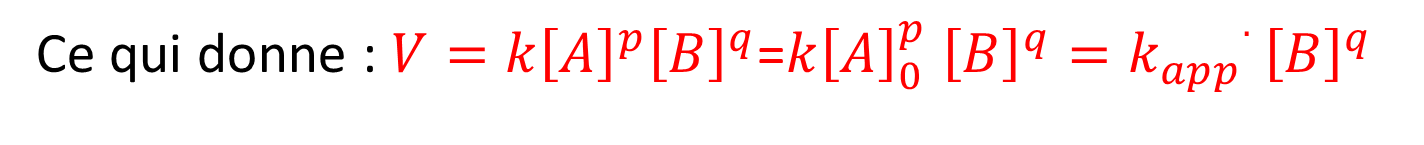 Ce qui donne : V = k[A]^p[B]^q=k[A]_0^p [B]^q = k_app · [B]^q